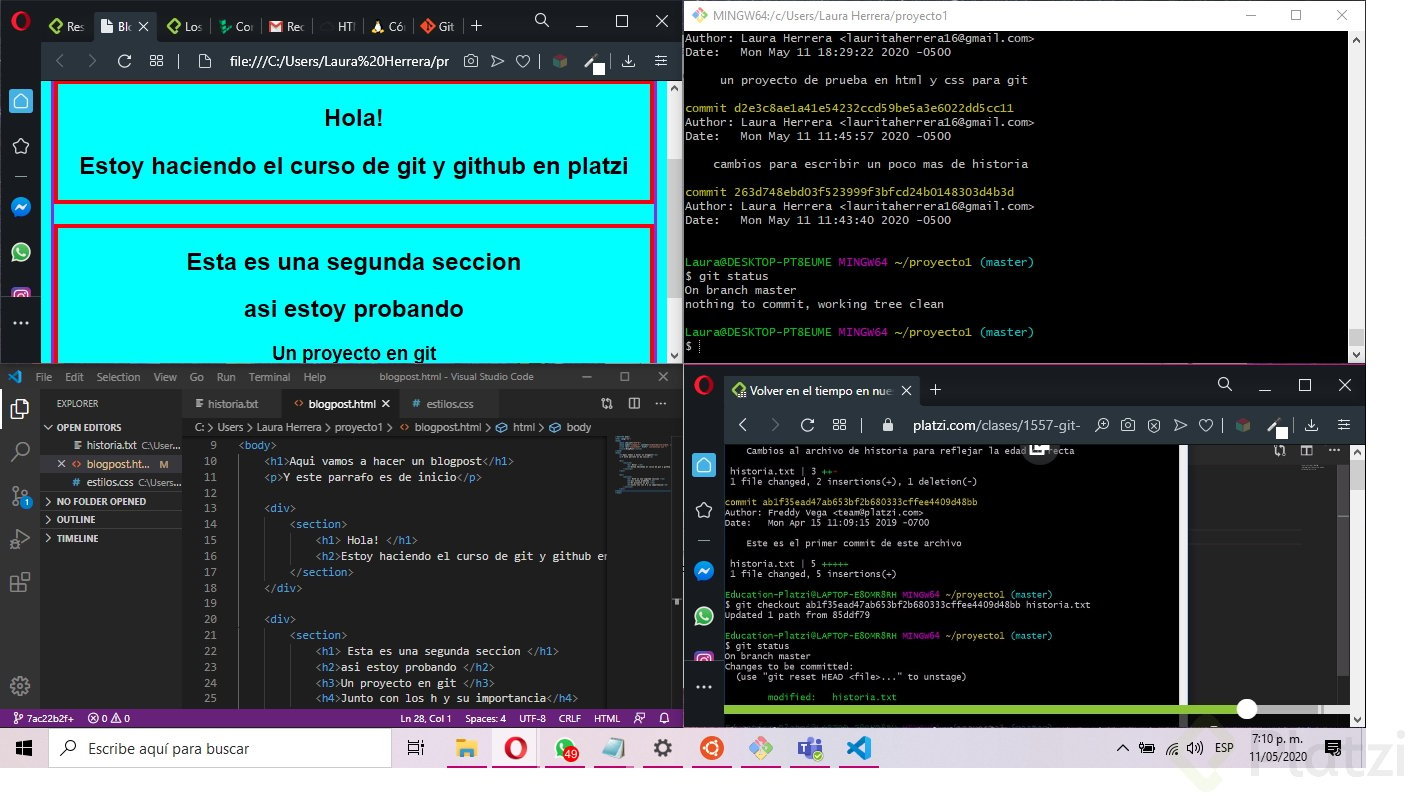 Res
Blo
Los
Cor
Rec
HTI
Có
Git
file:///C:/Users/Laura%20Herrera/pr
Hola!
Estoy haciendo el curso de git y github en platzi
Esta es una segunda seccion
asi estoy probando
Un proyecto en git
MINGW64:/c/Users/Laura Herrera/proyecto1
Author: Laura Herrera <lauritaherrera16@gmail.com>
Date:   Mon May 11 18:29:22 2020 -0500
un proyecto de prueba en html y css para git
commit d2e3c8ae1a41e54232ccd59be5a3e6022dd5cc11
Author: Laura Herrera <lauritaherrera16@gmail.com>
Date:   Mon May 11 11:45:57 2020 -0500
cambios para escribir un poco mas de historia
commit 263d748ebd03f523999f3bfcd24b0148303d4b3d
Author: Laura Herrera <lauritaherrera16@gmail.com>
Date:   Mon May 11 11:43:40 2020 -0500
Laura@DESKTOP-PT8EUME MINGW64 ~/proyecto1 (master)
$ git status
On branch master
nothing to commit, working tree clean
Laura@DESKTOP-PT8EUME MINGW64 ~/proyecto1 (master)
$
File Edit Selection View Go Run Terminal Help blogpost.html - Visual Studio Code
EXPLORER
OPEN EDITORS
historia.txt C:\User...
blogpost.ht... M
estilos.css C:\Users...
NO FOLDER OPENED
OUTLINE
TIMELINE
1
historia.txt blogpost.html estilos.css
C: > Users > Laura Herrera > proyecto1 > blogpost.html > html > body
9 <body>
10 <h1>Aqui vamos a hacer un blogpost</h1>
11 <p>Y este parrafo es de inicio</p>
12
13 <div>
14 <section>
15 <h1> Hola! </h1>
16 <h2>Estoy haciendo el curso de git y github en
17 </section>
18 </div>
19
20 <div>
21 <section>
22 <h1> Esta es una segunda seccion </h1>
23 <h2>asi estoy probando </h2>
24 <h3>Un proyecto en git </h3>
25 <h4>Junto con los h y su importancia</h4>
7ac22b2f+ 0 0 Ln 28, Col 1 Spaces: 4 UTF-8 CRLF HTML
Volver en el tiempo en nues
platzi.com/clases/1557-git-
Cambios al archivo de historia para reflejar la edad
historia.txt | 3 ++-
1 file changed, 2 insertions(+), 1 deletion(-)
commit ab1f35ead47ab653bf2b680333cffee4409d48bb
Author: Freddy Vega <team@platzi.com>
Date:   Mon Apr 15 11:09:15 2019 -0700
Este es el primer commit de este archivo
historia.txt | 5 +++++
1 file changed, 5 insertions(+)
Education-Platzi@LAPTOP-E8OMR8RH MINGW64 ~/proyecto1 (master)
$ git checkout ab1f35ead47ab653bf2b680333cffee4409d48bb historia.txt
Updated 1 path from 85ddf79
Education-Platzi@LAPTOP-E8OMR8RH MINGW64 ~/proyecto1 (master)
$ git status
On branch master
Changes to be committed:
(use "git reset HEAD <file>..." to unstage)
modified:   historia.txt
Escribe aquí para buscar
49
ESP
7:10 p. m.
11/05/2020
Platzi